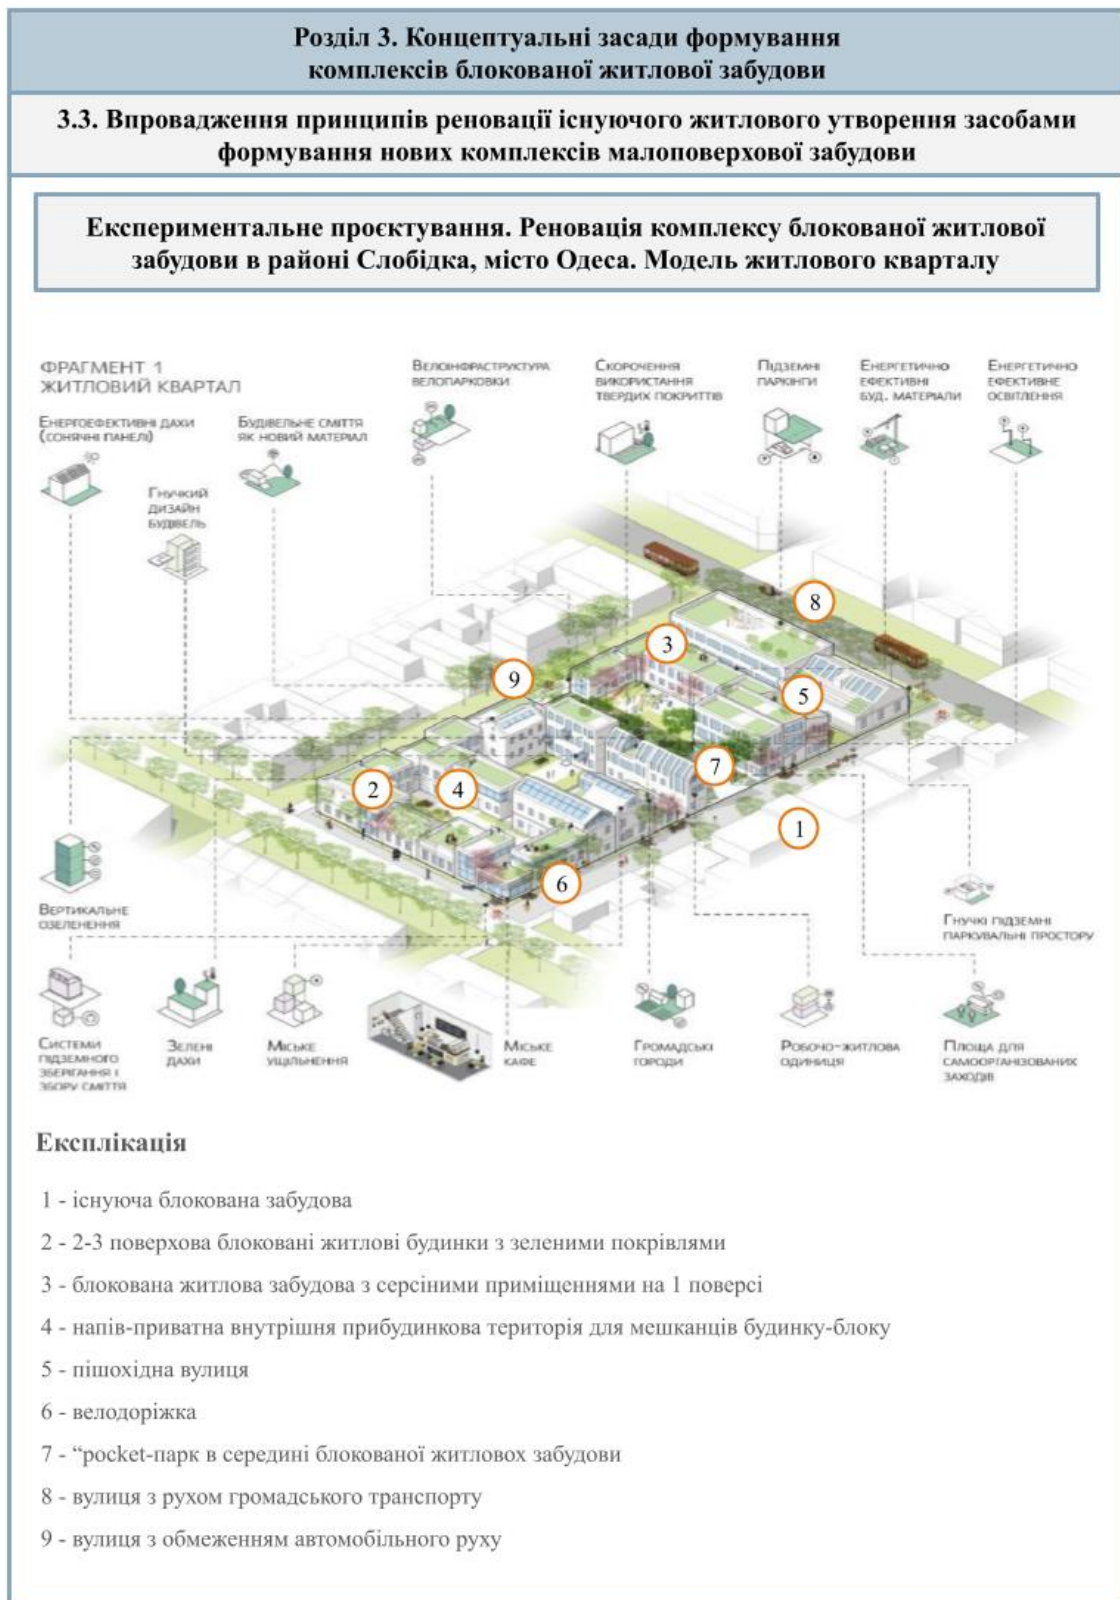 Розділ 3. Концептуальні засади формування
комплексів блокованої житлової забудови
3.3. Впровадження принципів реновації існуючого житлового утворення засобами
формування нових комплексів малоповерхової забудови
Експериментальне проєктування. Реновація комплексу блокованої житлової
забудови в районі Слобідка, місто Одеса. Модель житлового кварталу
ФРАГМЕНТ 1
ЖИТЛОВИЙ КВАРТАЛ
ВЕЛОІНФРАСТРУКТУРА
ВЕЛОПАРКОВКИ
СКОРОЧЕННЯ
ВИКОРИСТАННЯ
ТВЕРДИХ ПОКРИТТІВ
ПІДЗЕМНІ
ПАРКІНГИ
ЕНЕРГЕТИЧНО
ЕФЕКТИВНІ
БУД. МАТЕРІАЛИ
ЕНЕРГЕТИЧНО
ЕФЕКТИВНЕ
ОСВІТЛЕННЯ
ЕНЕРГОЕФЕКТИВНІ ДАХИ
(СОНЯЧНІ ПАНЕЛІ)
БУДІВЕЛЬНЕ СМІТТЯ
ЯК НОВИЙ МАТЕРІАЛ
ГНУЧКИЙ
ДИЗАЙН
БУДІВЕЛЬ
8
3
9
5
7
2
4
1
6
ВЕРТИКАЛЬНЕ
ОЗЕЛЕНЕННЯ
ГНУЧКІ ПІДЗЕМНІ
ПАРКУВАЛЬНІ ПРОСТОРУ
СИСТЕМИ
ПІДЗЕМНОГО
ЗБЕРІГАННЯ І
ЗБОРУ СМІТТЯ
ЗЕЛЕНІ
ДАХИ
МІСЬКЕ
УЩІЛЬНЕННЯ
МІСЬКЕ
КАФЕ
ГРОМАДСЬКІ
ГОРОДИ
РОБОЧО-ЖИТЛОВА
ОДИНИЦЯ
ПЛОЩА ДЛЯ
САМООРГАНІЗОВАНИХ
ЗАХОДІВ
Експлікація
1 - існуюча блокована забудова
2 - 2-3 поверхова блоковані житлові будинки з зеленими покрівлями
3 - блокована житлова забудова з серсіними приміщеннями на 1 поверсі
4 - напів-приватна внутрішня прибудинкова територія для мешканців будинку-блоку
5 - пішохідна вулиця
6 - велодоріжка
7 - “pocket-парк в середині блокованої житловох забудови
8 - вулиця з рухом громадського транспорту
9 - вулиця з обмеженням автомобільного руху